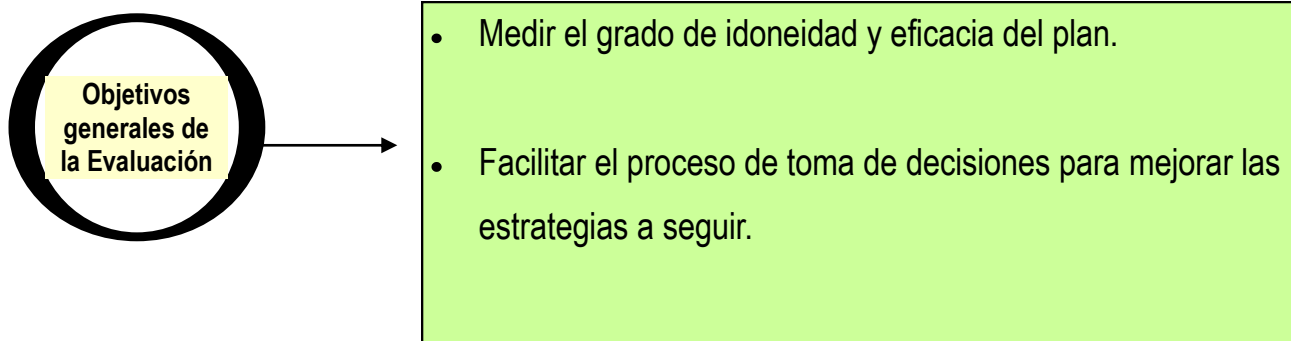 Objetivos
generales de
la Evaluación
• Medir el grado de idoneidad y eficacia del plan.
• Facilitar el proceso de toma de decisiones para mejorar las
estrategias a seguir.